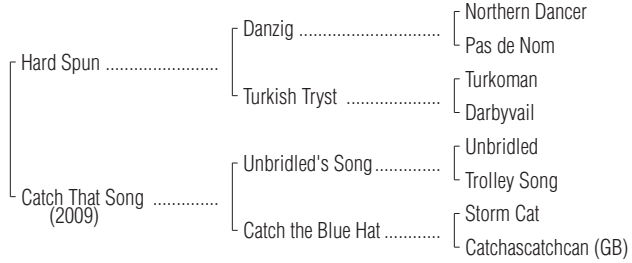 Northern Dancer
Danzig ..............................
Pas de Nom
Hard Spun ........................
Turkoman
Turkish Tryst ....................
Darbyvail
Unbridled
Unbridled's Song..............
Trolley Song
Catch That Song ..............
(2009)
Storm Cat
Catch the Blue Hat ............
Catchascatchcan (GB)